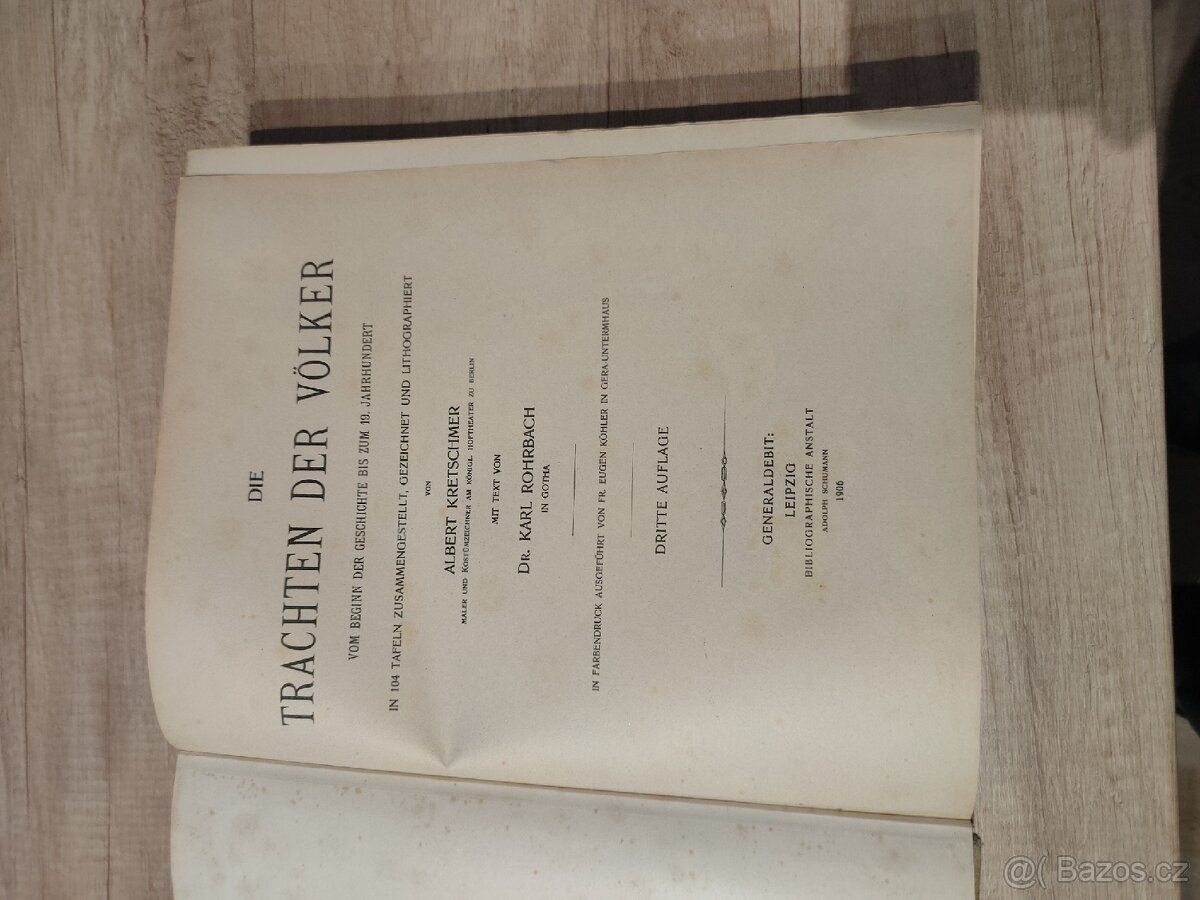 DIE
TRACHTEN DER VÖLKER
VOM BEGINN DER GESCHICHTE BIS ZUM 19. JAHRHUNDERT
IN 104 TAFELN ZUSAMMENGESTELLT, GEZEICHNET UND LITHOGRAPHIERT
VON
ALBERT KRETSCHMER
MALER UND KOSTÜMZEICHNER AM KÖNIGL. HOFTHEATER ZU BERLIN
MIT TEXT VON
DR. KARL ROHRBACH
IN GOTHA
IN FARBENDRUCK AUSGEFÜHRT VON FR. EUGEN KÖHLER IN GERA-UNTERMHAUS
DRITTE AUFLAGE
GENERALDEBIT:
LEIPZIG
BIBLIOGRAPHISCHE ANSTALT
ADOLPH SCHUMANN
1906
Bazos.cz